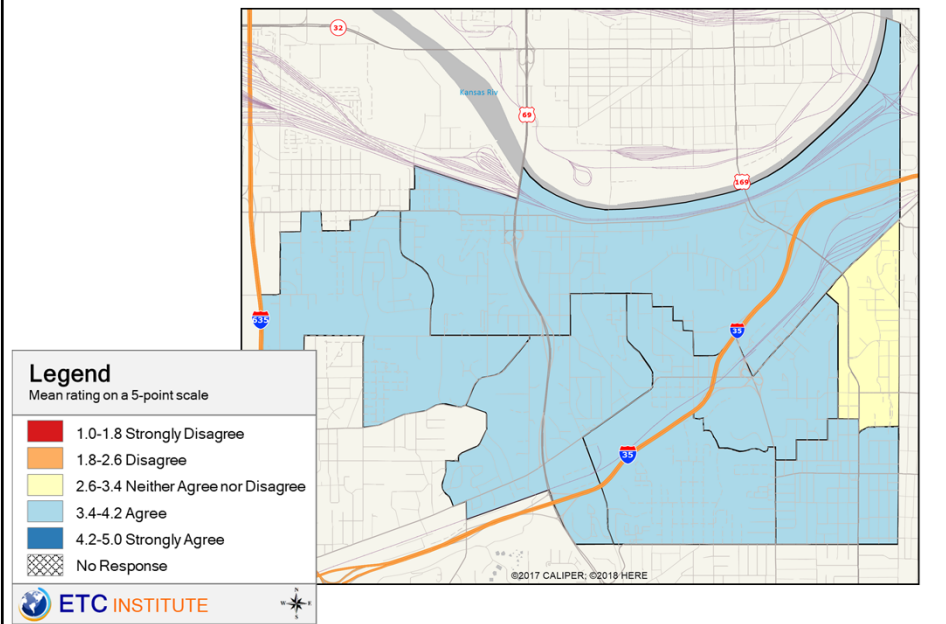 32
Kansas Riv
69
169
635
35
35
Legend
Mean rating on a 5-point scale
1.0-1.8 Strongly Disagree
1.8-2.6 Disagree
2.6-3.4 Neither Agree nor Disagree
3.4-4.2 Agree
4.2-5.0 Strongly Agree
No Response
ETC INSTITUTE
N
W E
S
©2017 CALIPER; ©2018 HERE